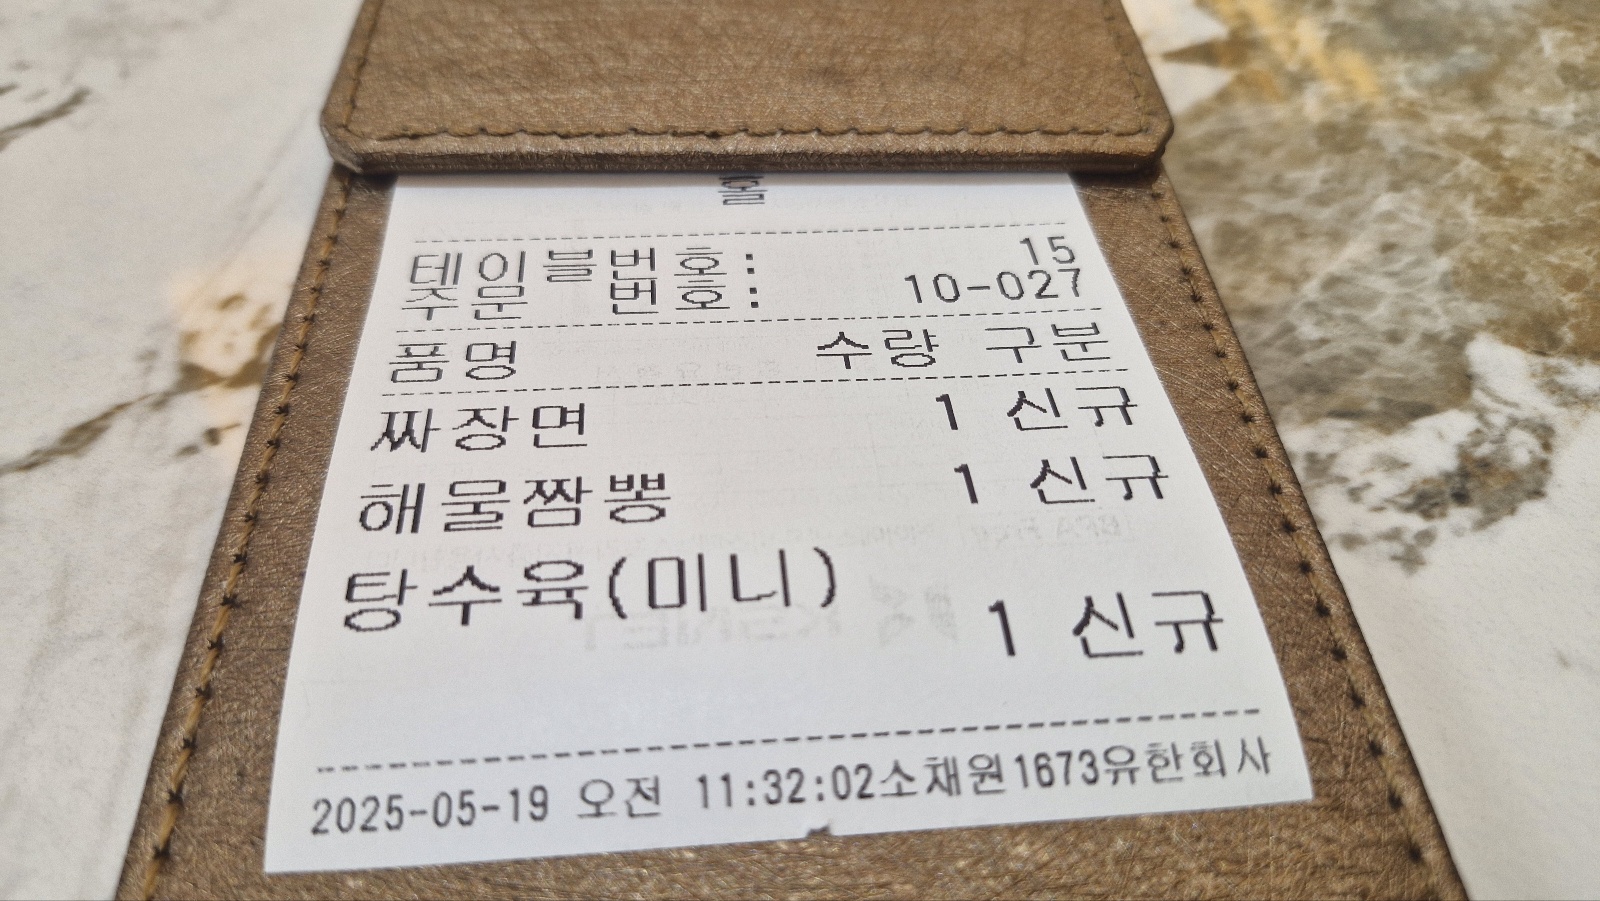 홀
테이블번호: 15
주문 번호: 10-027
품명 수량 구분
짜장면 1 신규
해물짬뽕 1 신규
탕수육(미니)
1 신규
2025-05-19 오전 11:32:02소채원1673유한회사